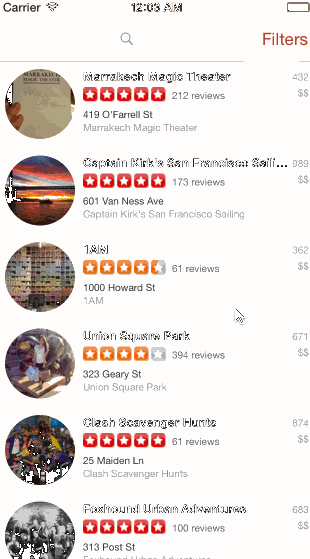 Carrier 12:03 AM
Filters
Marrakech Magic Theater 432
212 reviews $$
419 O'Farrell St
Marrakech Magic Theater
Captain Kirk's San Francisco Saili... 989
173 reviews $$
601 Van Ness Ave
Captain Kirk's San Francisco Sailing
1AM 362
61 reviews $$
1000 Howard St
1AM
Union Square Park 671
394 reviews $$
323 Geary St
Union Square Park
Clash Scavenger Hunts 874
61 reviews $$
25 Maiden Ln
Clash Scavenger Hunts
Foxhound Urban Adventures 683
100 reviews $$
313 Post St
Foxhound Urban Adventures